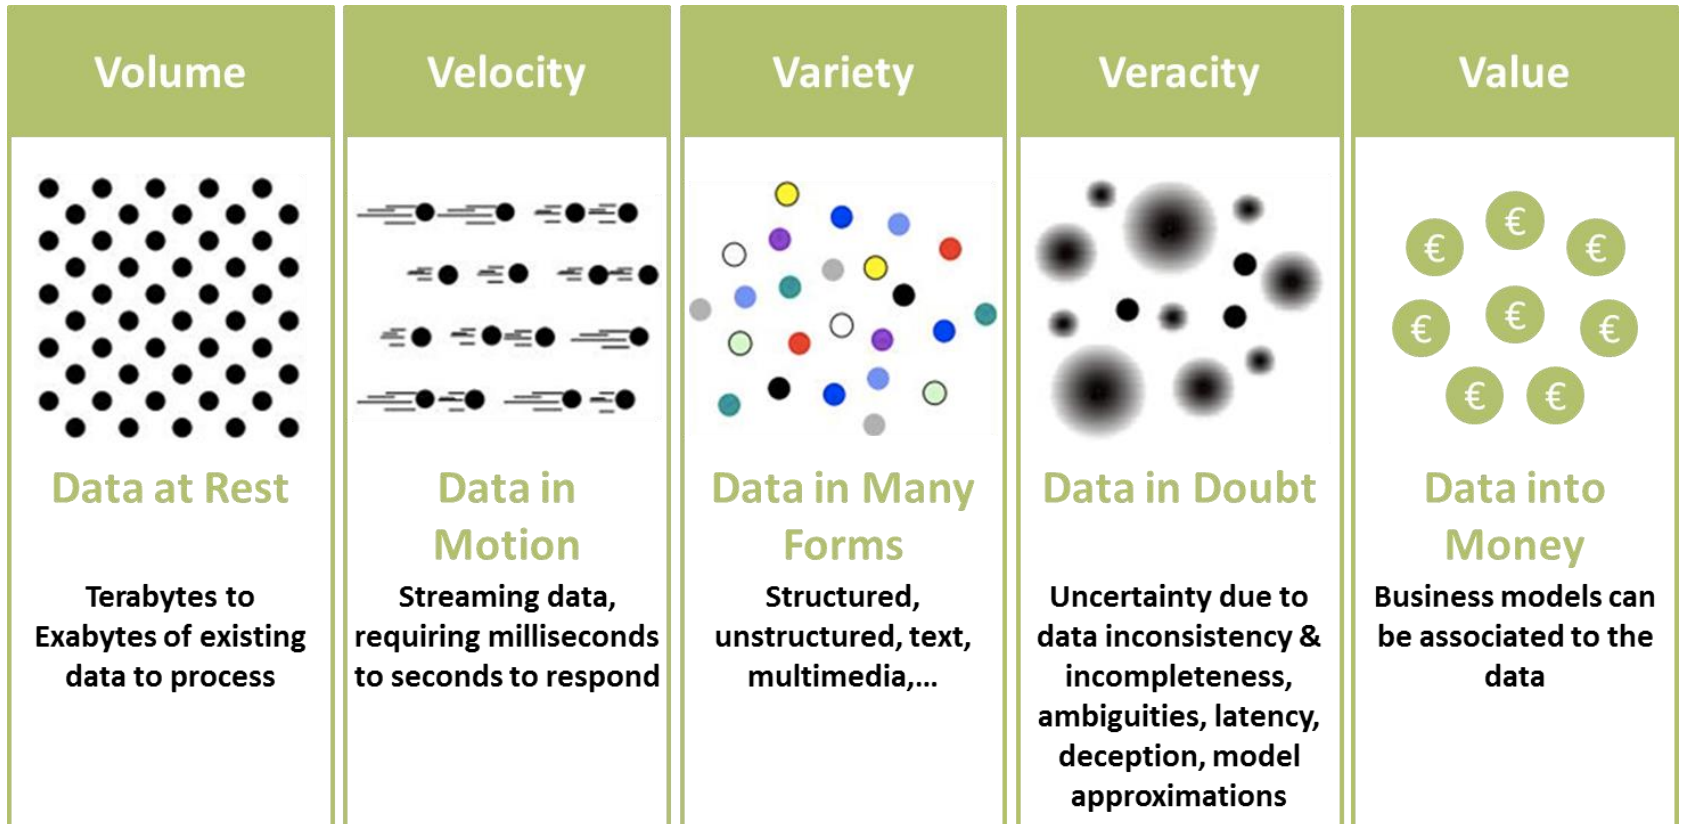 Volume
Data at Rest
Terabytes to
Exabytes of existing
data to process
Velocity
Data in
Motion
Streaming data,
requiring milliseconds
to seconds to respond
Variety
Data in Many
Forms
Structured,
unstructured, text,
multimedia,...
Veracity
Data in Doubt
Uncertainty due to
data inconsistency &
incompleteness,
ambiguities, latency,
deception, model
approximations
Value
€
€
€
€
€
€
€
€
Data into
Money
Business models can
be associated to the
data